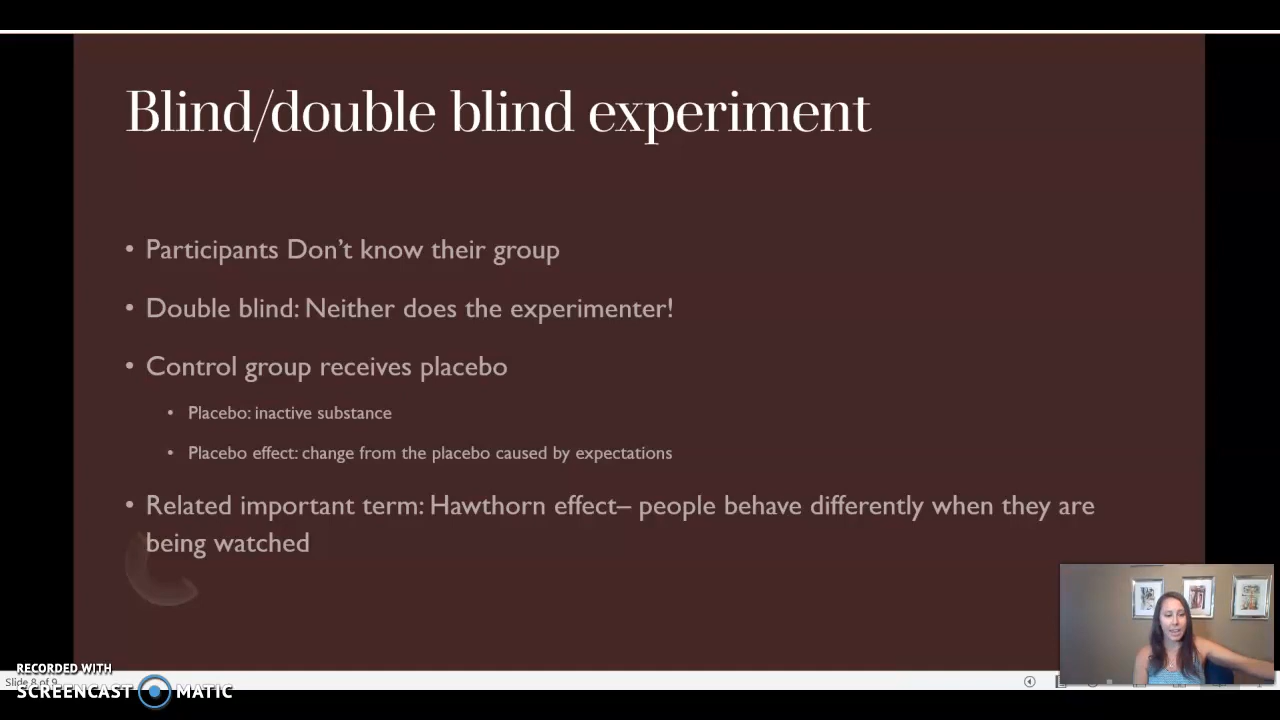 Blind/double blind experiment
• Participants Don't know their group
• Double blind: Neither does the experimenter!
• Control group receives placebo
• Placebo: inactive substance
• Placebo effect: change from the placebo caused by expectations
• Related important term: Hawthorn effect– people behave differently when they are
being watched
RECORDED WITH
Slide 8 of 9
SCREENCAST MATIC